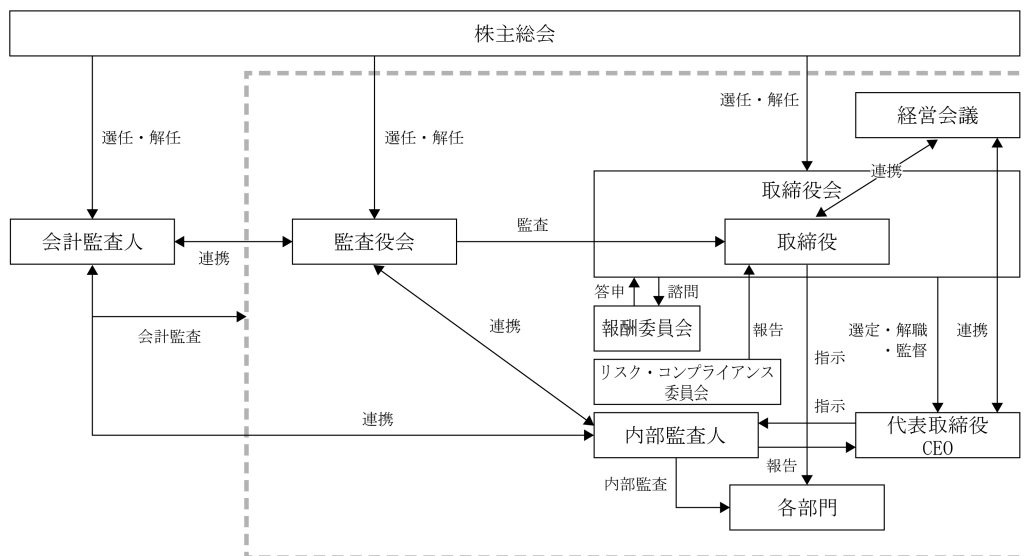 株主総会
選任・解任
選任・解任
選任・解任
経営会議
連携
取締役会
会計監査人
連携
監査役会
監査
取締役
会計監査
連携
答申
諮問
報酬委員会
報告
リスク・コンプライアンス
委員会
指示
選定・解職
・監督
連携
連携
内部監査人
指示
報告
代表取締役
CEO
内部監査
各部門